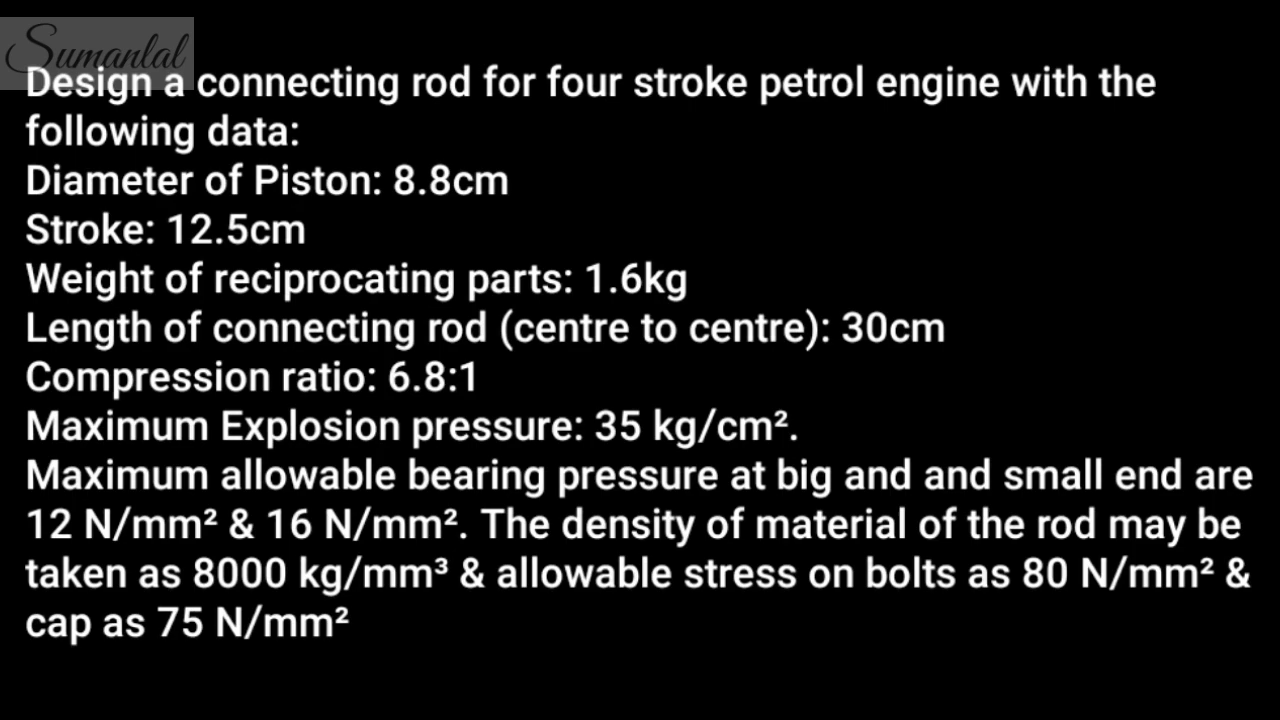 Sumanlal
Design a connecting rod for four stroke petrol engine with the
following data:
Diameter of Piston: 8.8cm
Stroke: 12.5cm
Weight of reciprocating parts: 1.6kg
Length of connecting rod (centre to centre): 30cm
Compression ratio: 6.8:1
Maximum Explosion pressure: 35 kg/cm².
Maximum allowable bearing pressure at big and and small end are
12 N/mm² & 16 N/mm². The density of material of the rod may be
taken as 8000 kg/mm³ & allowable stress on bolts as 80 N/mm² &
cap as 75 N/mm²